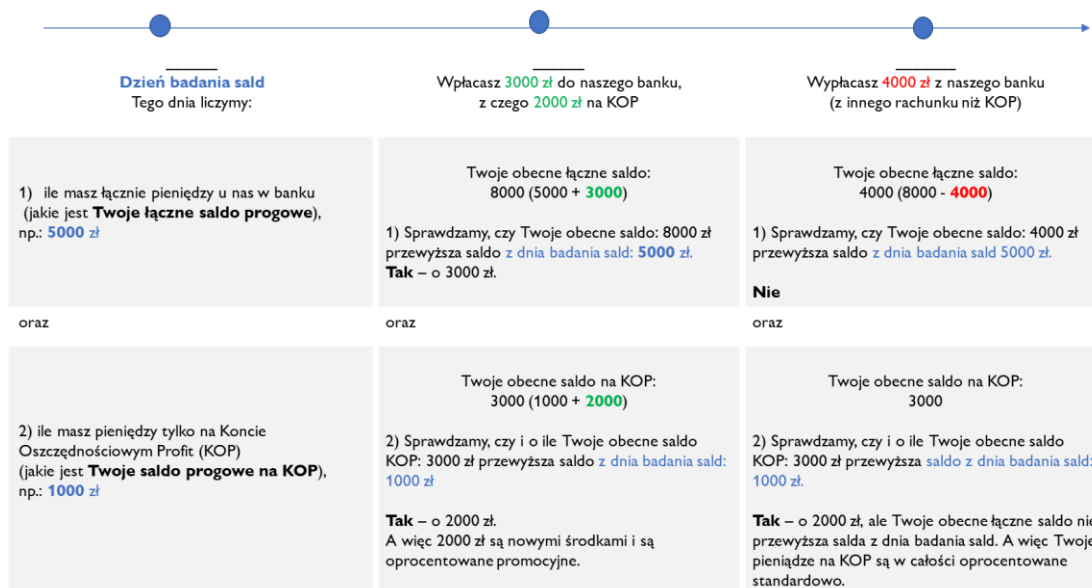 Dzień badania sald
Tego dnia liczymy:
Wpłacasz 3000 zł do naszego banku,
z czego 2000 zł na KOP
Wypłacasz 4000 zł z naszego banku
(z innego rachunku niż KOP)
1) ile masz łącznie pieniędzy u nas w banku
(jakie jest Twoje łączne saldo progowe),
np.: 5000 zł
Twoje obecne łączne saldo:
8000 (5000 + 3000)
1) Sprawdzamy, czy Twoje obecne saldo: 8000 zł
przewyższa saldo z dnia badania sald: 5000 zł.
Tak – o 3000 zł.
Twoje obecne łączne saldo:
4000 (8000 - 4000)
1) Sprawdzamy, czy Twoje obecne saldo: 4000 zł
przewyższa saldo z dnia badania sald 5000 zł.
Nie
oraz
oraz
oraz
2) ile masz pieniędzy tylko na Koncie
Oszczędnościowym Profit (KOP)
(jakie jest Twoje saldo progowe na KOP),
np.: 1000 zł
Twoje obecne saldo na KOP:
3000 (1000 + 2000)
2) Sprawdzamy, czy i o ile Twoje obecne saldo
KOP: 3000 zł przewyższa saldo z dnia badania sald:
1000 zł
Tak – o 2000 zł.
A więc 2000 zł są nowymi środkami i są
oprocentowane promocyjne.
Twoje obecne saldo na KOP:
3000
2) Sprawdzamy, czy i o ile Twoje obecne saldo
KOP: 3000 zł przewyższa saldo z dnia badania sald:
1000 zł.
Tak – o 2000 zł, ale Twoje obecne łączne saldo nie
przewyższa salda z dnia badania sald. A więc Twoje
pieniądze na KOP są w całości oprocentowane
standardowo.